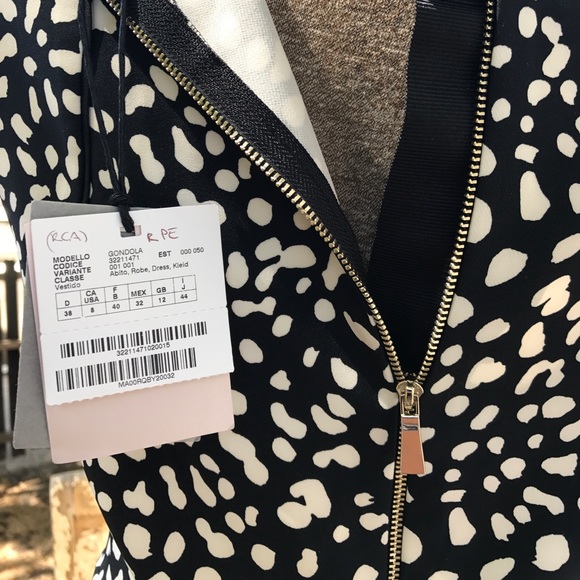 (RCA)
R PE
MODELLO GONDOLA EST 000 050
CODICE 32211471
VARIANTE 001 001
CLASSE Abito, Robe, Dress, Kleid
Vestido
D CA USA F B MEX GB I J
38 8 40 32 12 44
32211471020015
MA00RQBY20032